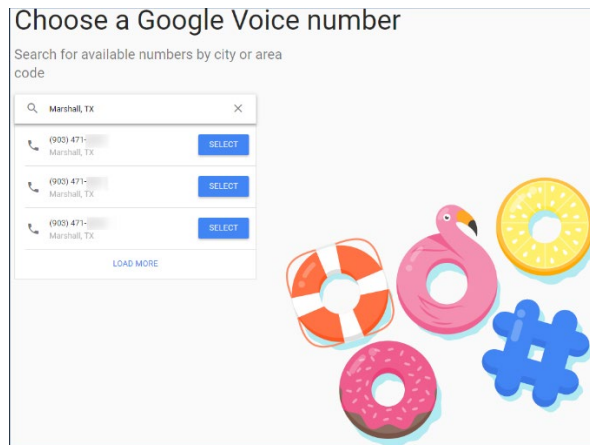 Choose a Google Voice number
Search for available numbers by city or area
code
Marshall, TX
(903) 471-
Marshall, TX
SELECT
(903) 471-
Marshall, TX
SELECT
(903) 471-
Marshall, TX
SELECT
LOAD MORE